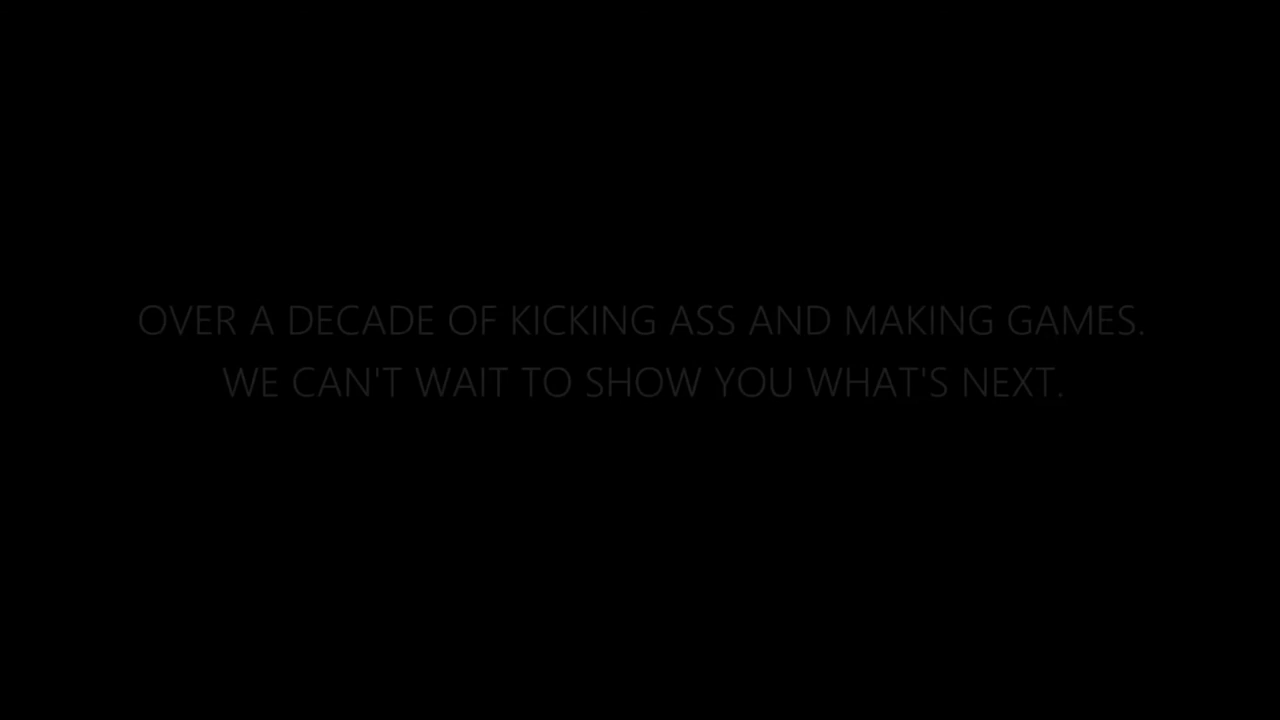 OVER A DECADE OF KICKING ASS AND MAKING GAMES.
WE CAN'T WAIT TO SHOW YOU WHAT'S NEXT.